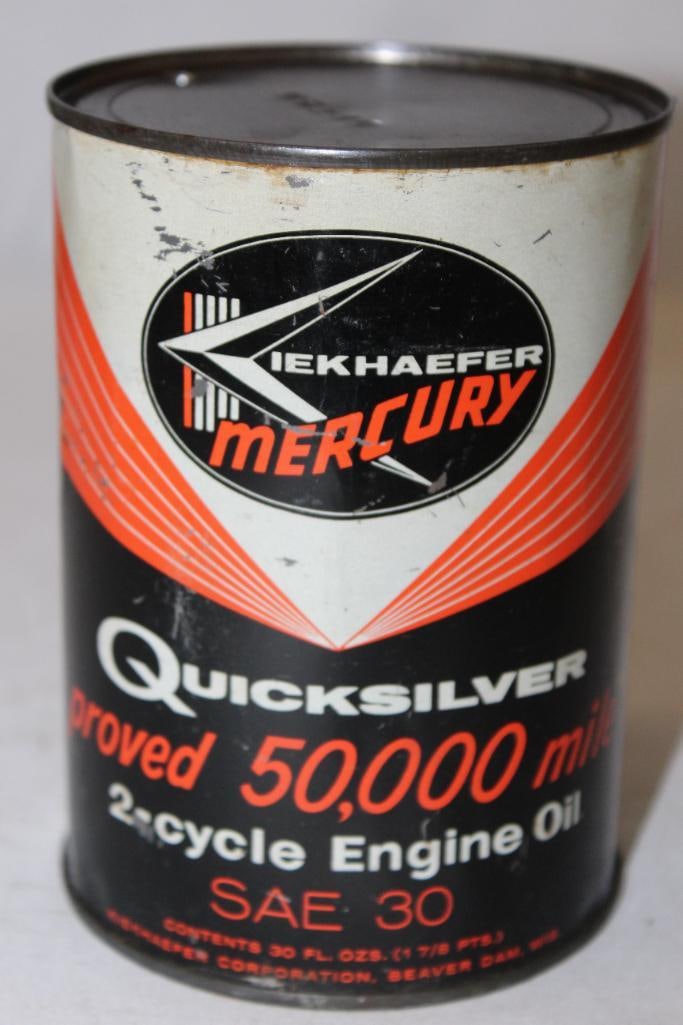 KIEKHAEFER
MERCURY
QUICKSILVER
proved 50,000 mile
2-cycle Engine Oil
SAE 30
CONTENTS 30 FL. OZS. (1 7/8 PTS.)
KIEKHAEFER CORPORATION, BEAVER DAM, WIS.